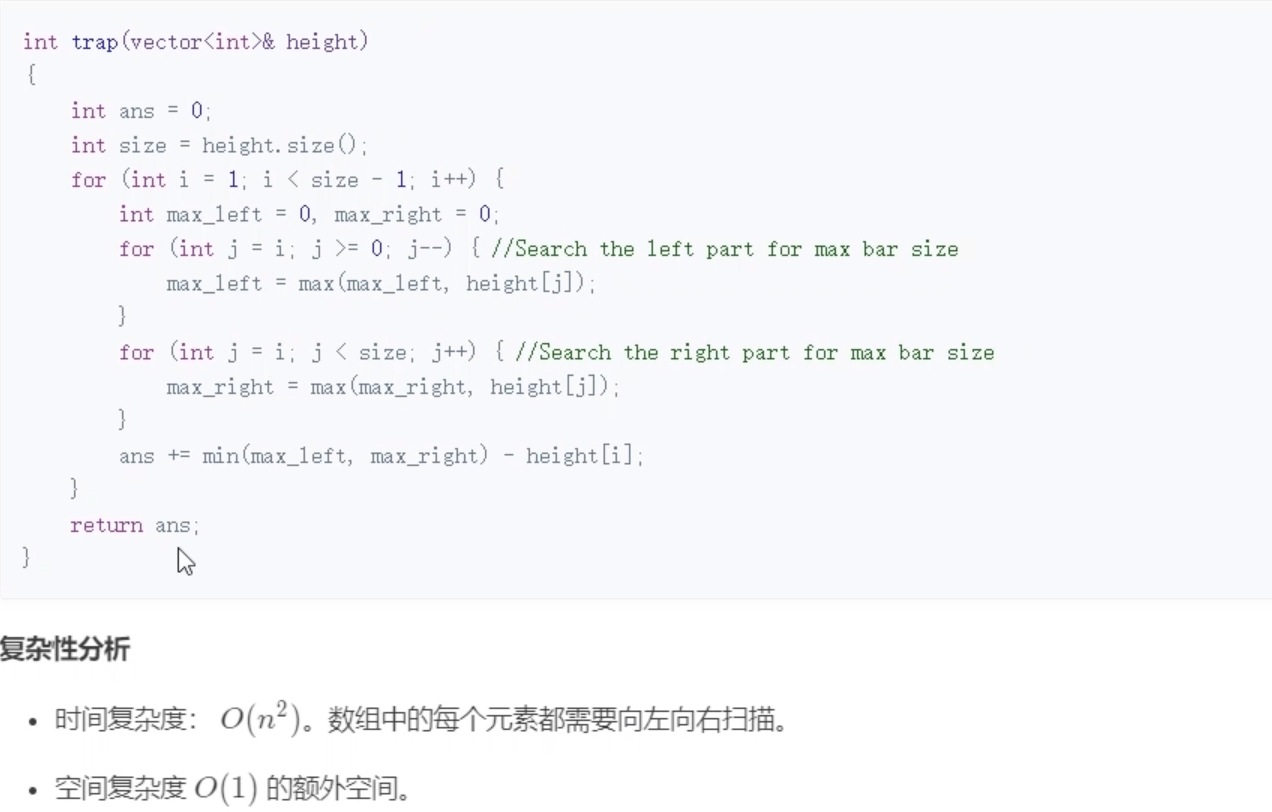 int trap(vector<int>& height)
{
    int ans = 0;
    int size = height.size();
    for (int i = 1; i < size - 1; i++) {
        int max_left = 0, max_right = 0;
        for (int j = i; j >= 0; j--) { //Search the left part for max bar size
            max_left = max(max_left, height[j]);
        }
        for (int j = i; j < size; j++) { //Search the right part for max bar size
            max_right = max(max_right, height[j]);
        }
        ans += min(max_left, max_right) - height[i];
    }
    return ans;
}
复杂性分析
• 时间复杂度： O(n²)。数组中的每个元素都需要向左向右扫描。
• 空间复杂度 O(1) 的额外空间。